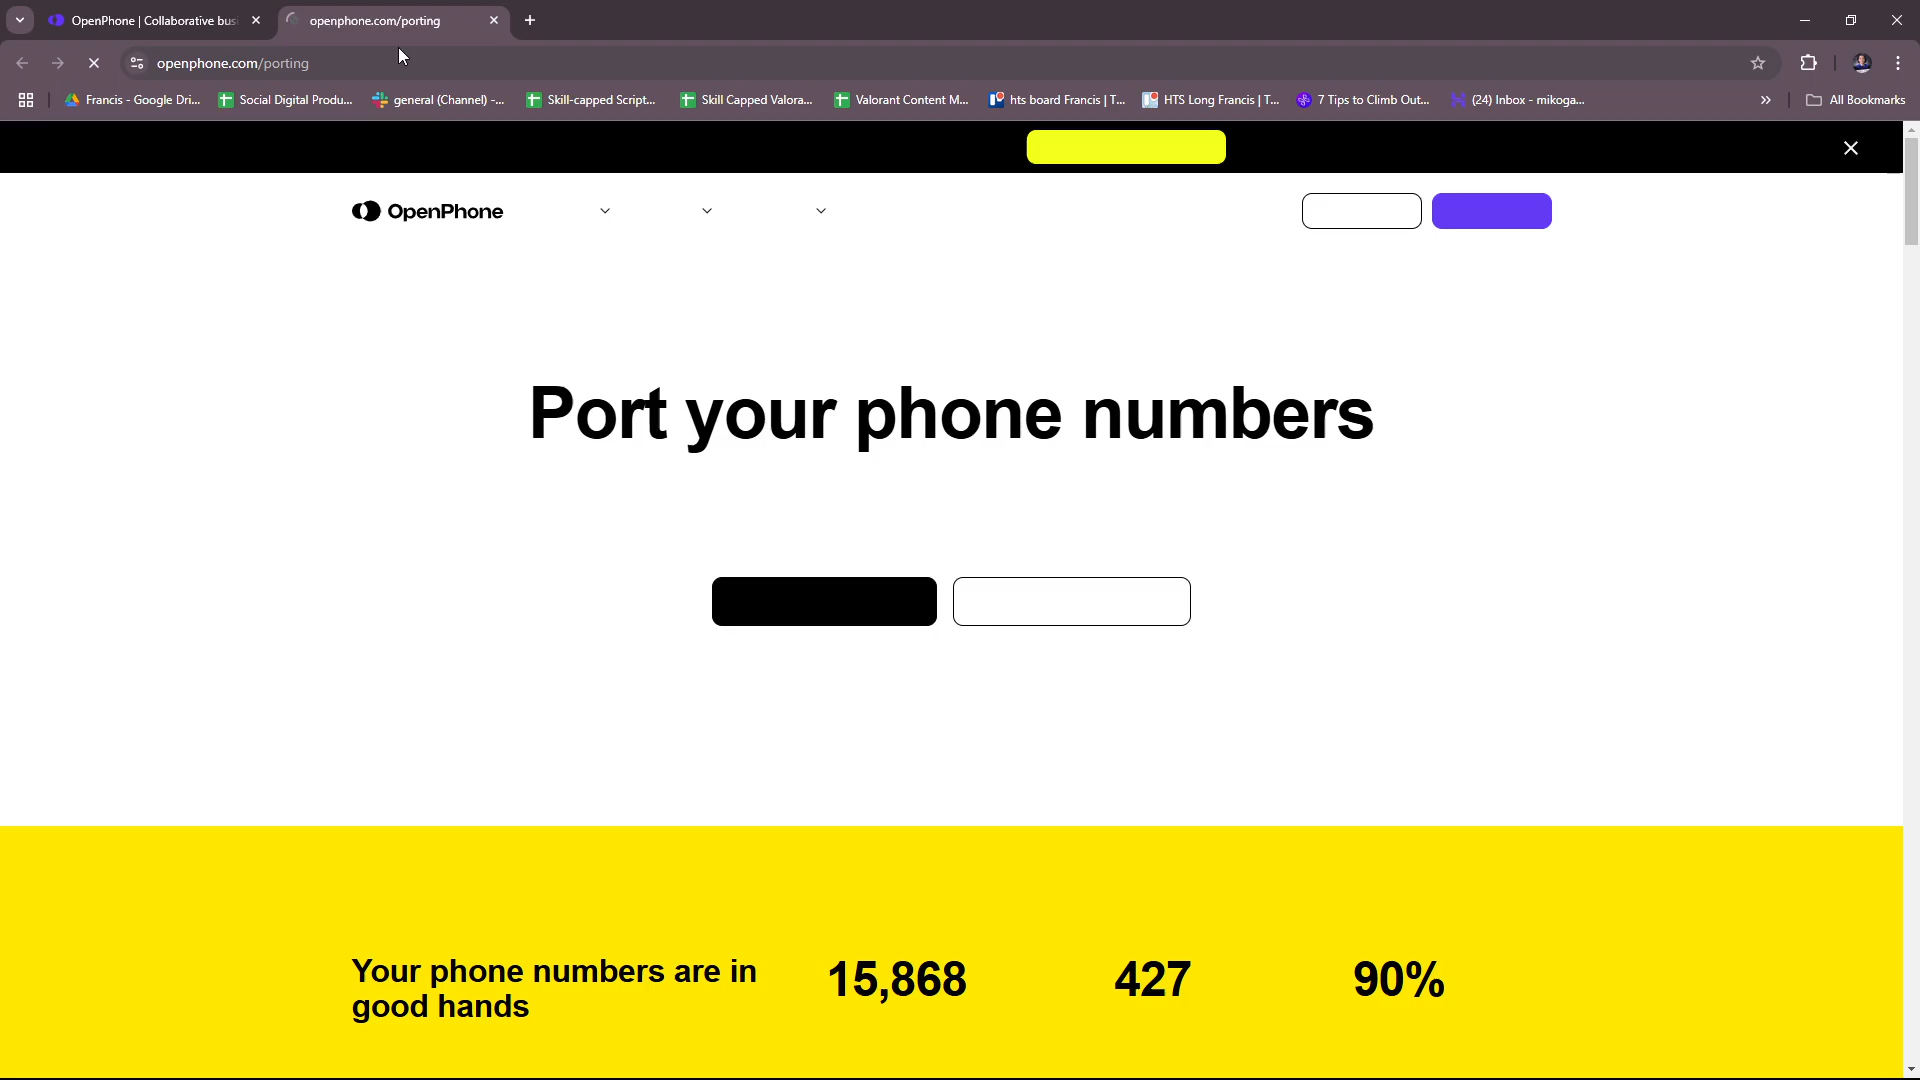 OpenPhone | Collaborative busi
openphone.com/porting
openphone.com/porting
Francis - Google Dri...
Social Digital Produ...
general (Channel) -...
Skill-capped Script...
Skill Capped Valora...
Valorant Content M...
hts board Francis | T...
HTS Long Francis | T...
7 Tips to Climb Out...
(24) Inbox - mikoga...
All Bookmarks
OpenPhone
Port your phone numbers
Your phone numbers are in
good hands
15,868
427
90%